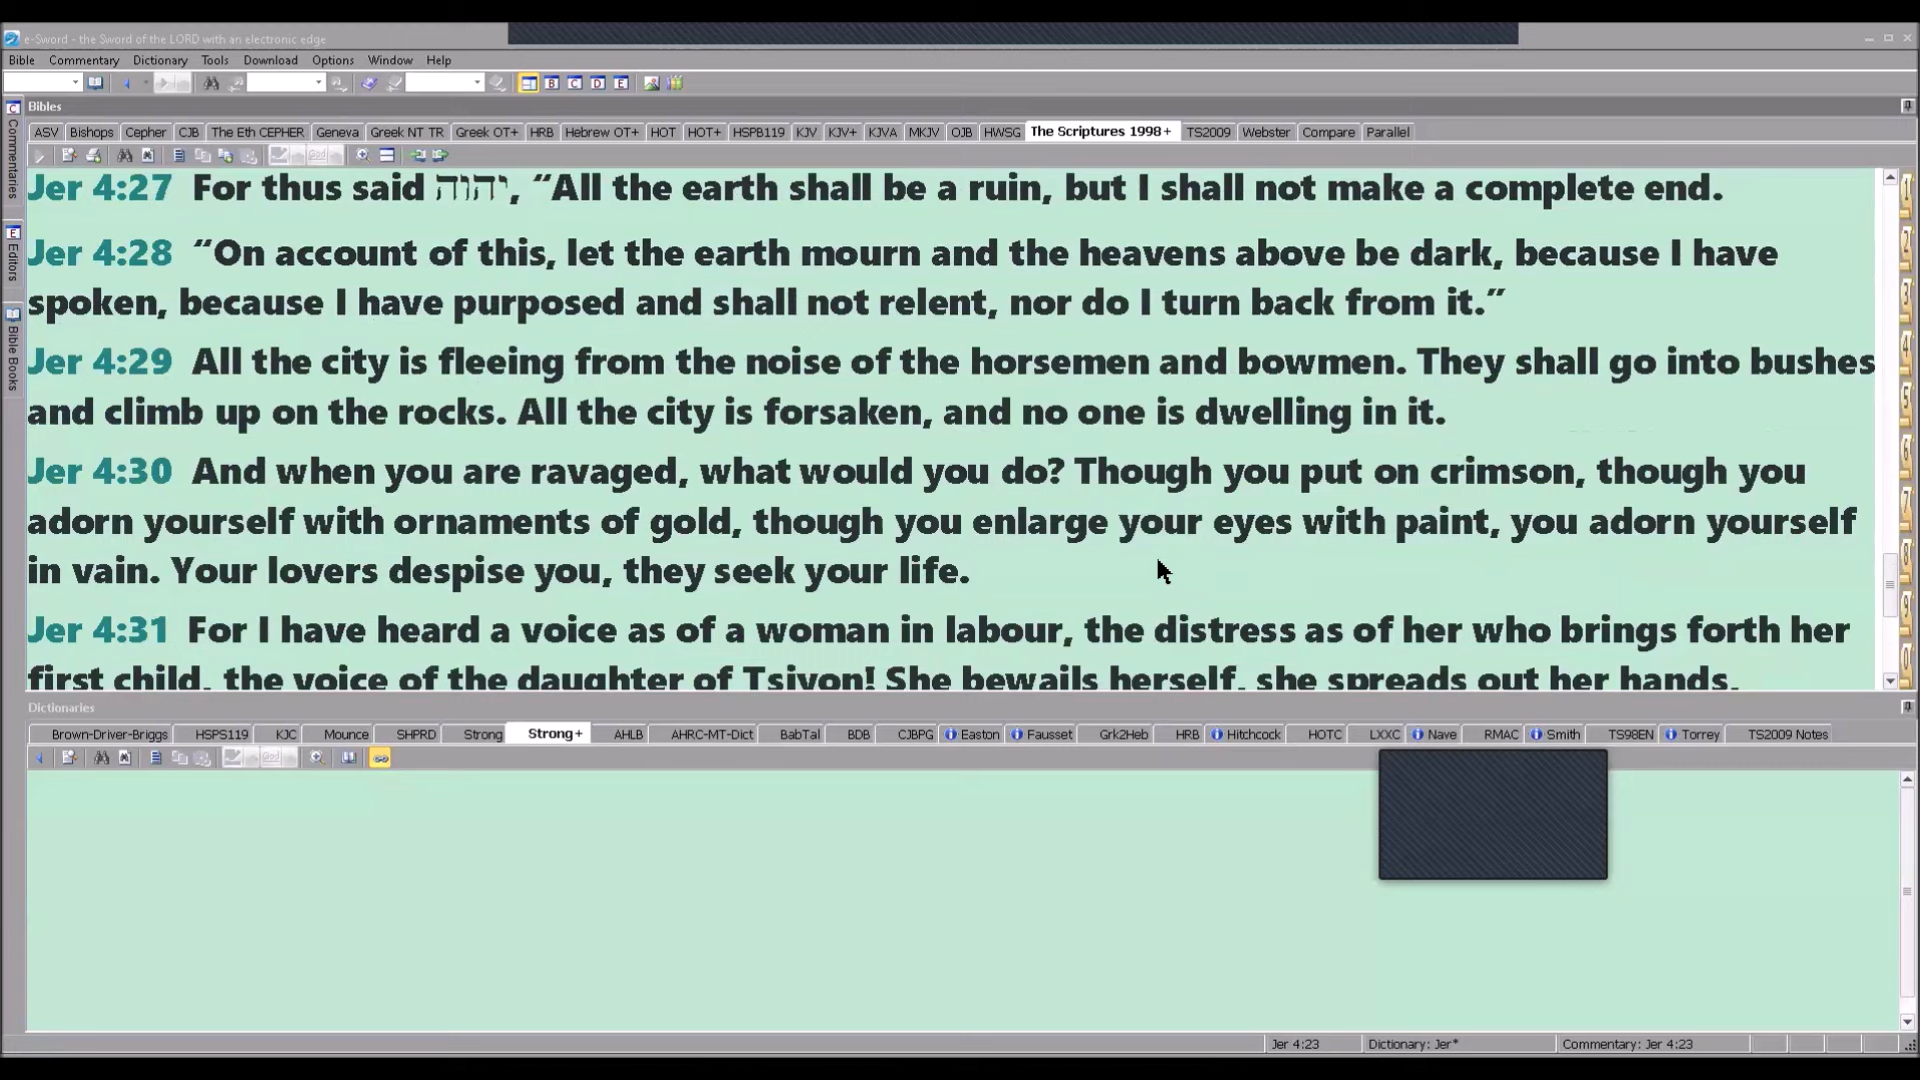 e-Sword - the Sword of the LORD with an electronic edge
Bible Commentary Dictionary Tools Download Options Window Help
B C D E
Bibles
ASV Bishops Cepher CJB The Eth CEPHER Geneva Greek NT TR Greek OT+ HRB Hebrew OT+ HOT HOT+ HSPB119 KJV KJV+ KJVA MKJV OJB HWSG The Scriptures 1998+ TS2009 Webster Compare Parallel
Commentaries
Editors
Bible Books
Jer 4:27 For thus said יהוה, “All the earth shall be a ruin, but I shall not make a complete end.
Jer 4:28 “On account of this, let the earth mourn and the heavens above be dark, because I have
spoken, because I have purposed and shall not relent, nor do I turn back from it.”
Jer 4:29 All the city is fleeing from the noise of the horsemen and bowmen. They shall go into bushes
and climb up on the rocks. All the city is forsaken, and no one is dwelling in it.
Jer 4:30 And when you are ravaged, what would you do? Though you put on crimson, though you
adorn yourself with ornaments of gold, though you enlarge your eyes with paint, you adorn yourself
in vain. Your lovers despise you, they seek your life.
Jer 4:31 For I have heard a voice as of a woman in labour, the distress as of her who brings forth her
first child, the voice of the daughter of Tsiyon! She bewails herself, she spreads out her hands,
Dictionaries
Brown-Driver-Briggs HSPS119 KJC Mounce SHPRD Strong Strong+ AHLB AHRC-MT-Dict BabTal BDB CJBPG Easton Fausset Grk2Heb HRB Hitchcock HOTC LXXC Nave RMAC Smith TS98EN Torrey TS2009 Notes
Jer 4:23 Dictionary: Jer* Commentary: Jer 4:23